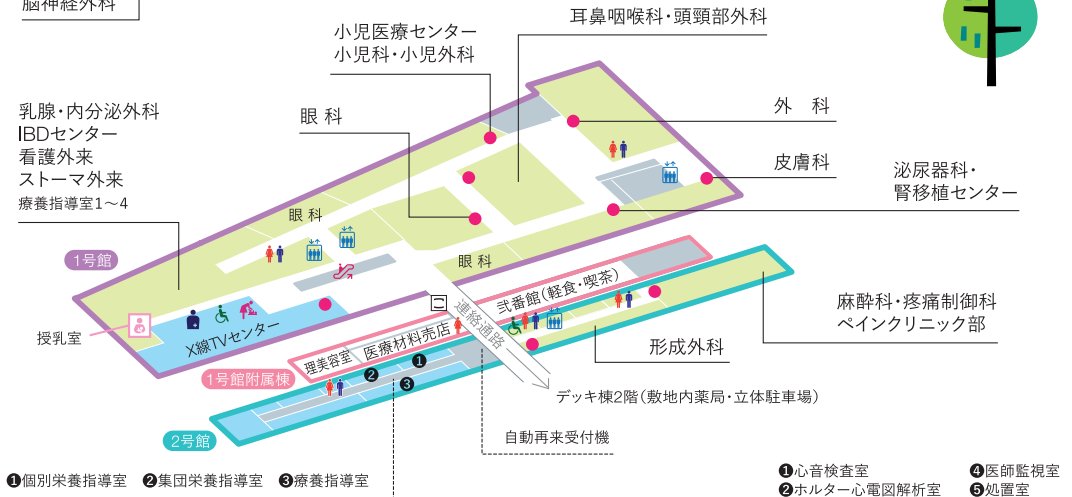 脳神経外科
耳鼻咽喉科・頭頸部外科
小児医療センター
小児科・小児外科
外 科
眼 科
乳腺・内分泌外科
IBDセンター
看護外来
ストーマ外来
療養指導室1～4
皮膚科
泌尿器科・
腎移植センター
眼 科
1号館
眼 科
弐番館(軽食・喫茶)
連絡通路
麻酔科・疼痛制御科
ペインクリニック部
授乳室
X線TVセンター
医療材料売店
理美容室
形成外科
1号館附属棟
❶
❷
❸
デッキ棟2階(敷地内薬局・立体駐車場)
2号館
自動再来受付機
❶個別栄養指導室 ❷集団栄養指導室 ❸療養指導室
❶心音検査室 ❹医師監視室
❷ホルター心電図解析室 ❺処置室